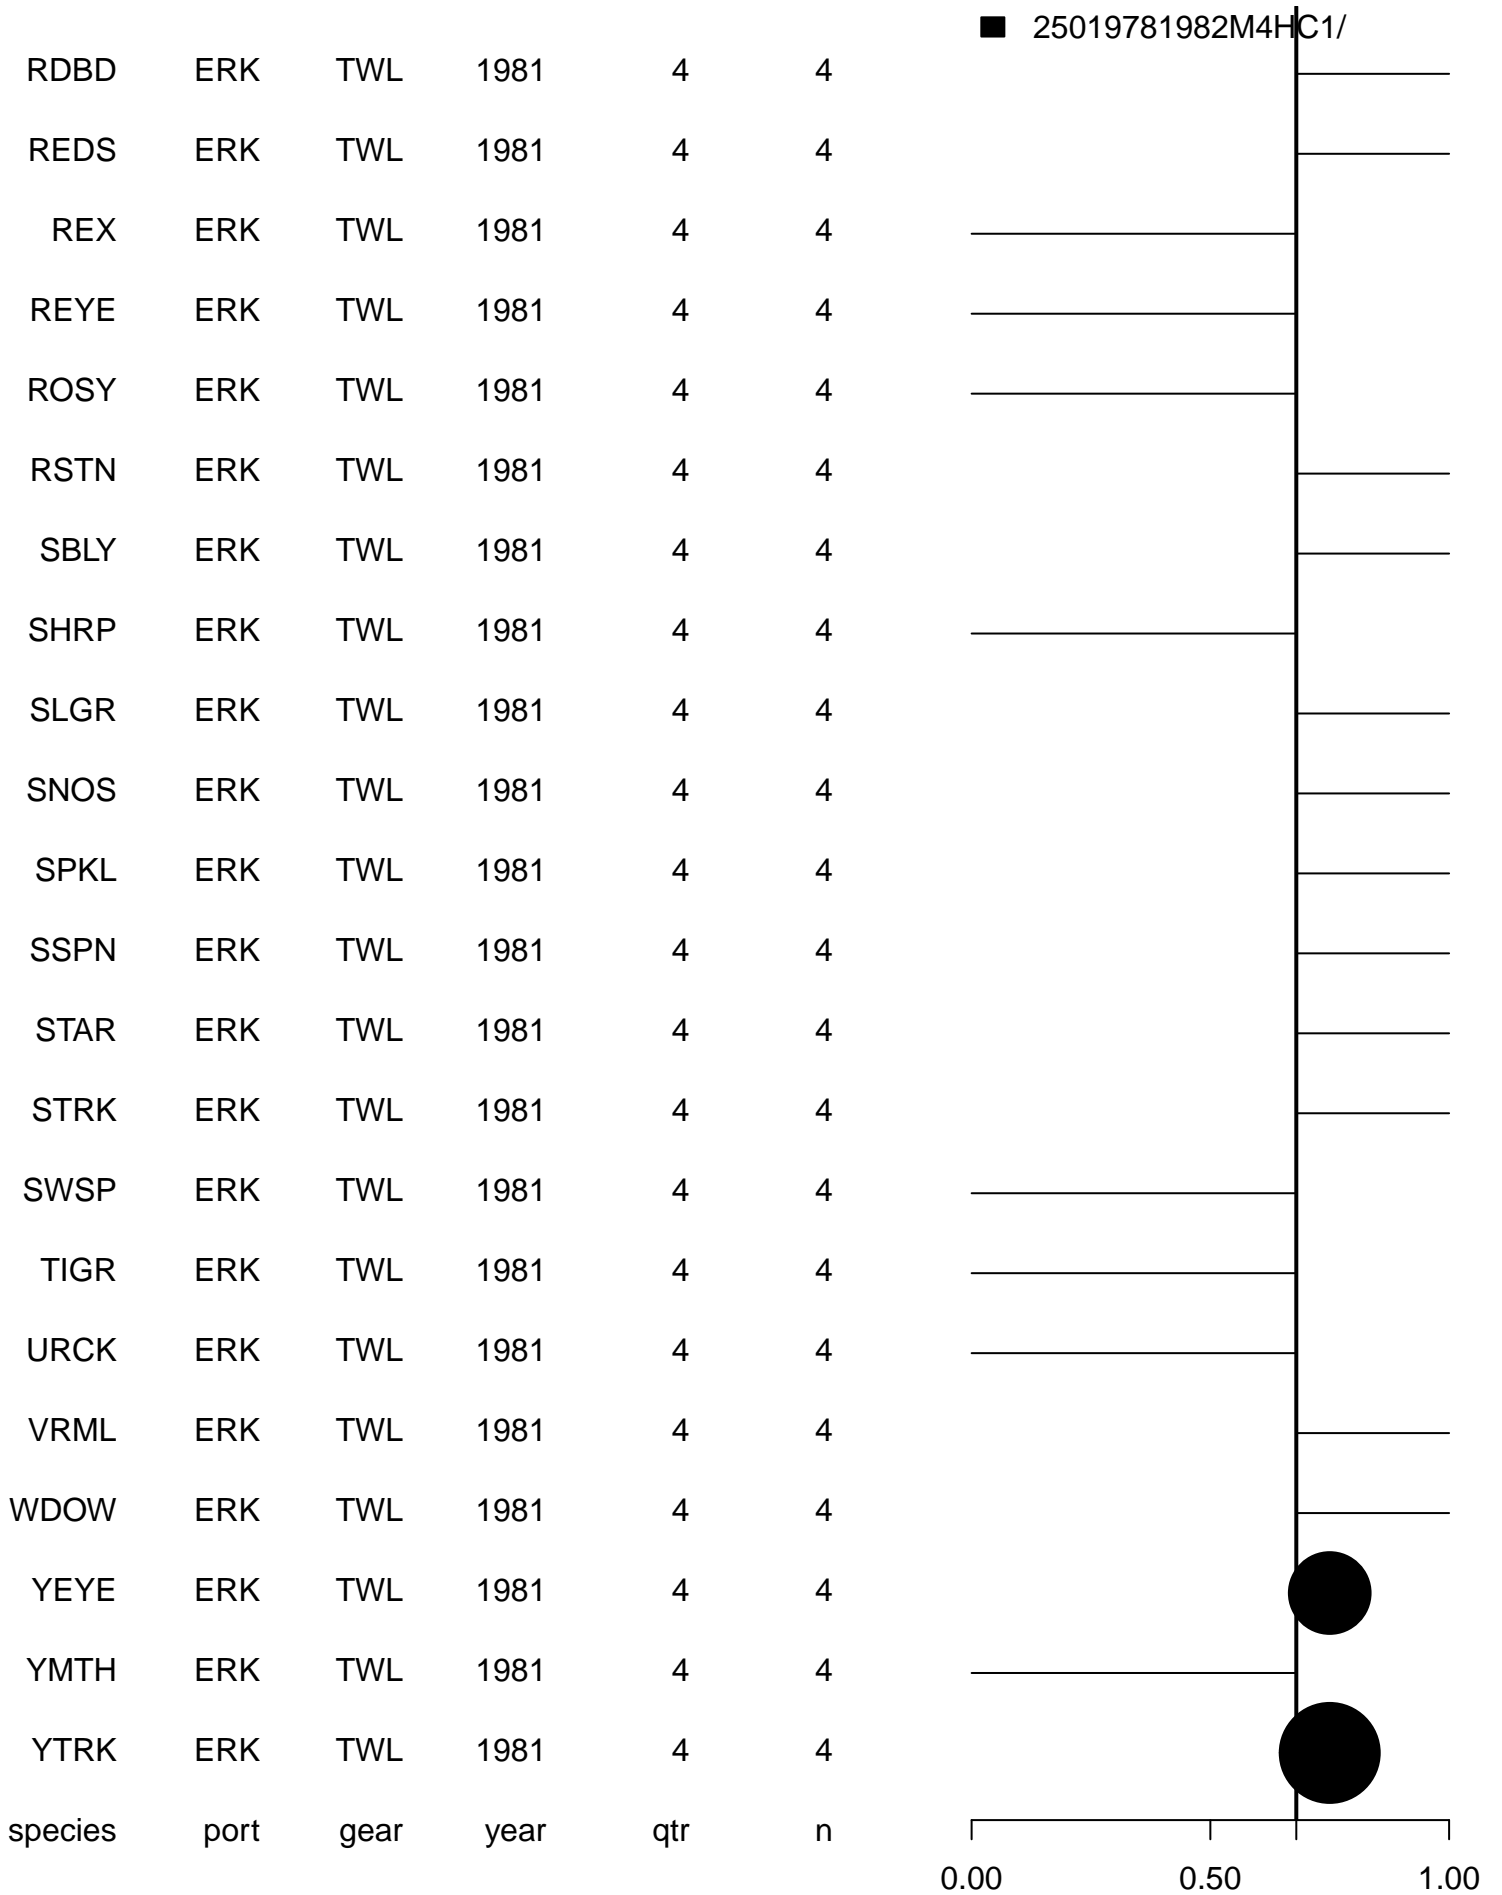 25019781982M4HC1/
RDBD ERK TWL 1981 4 4
REDS ERK TWL 1981 4 4
REX ERK TWL 1981 4 4
REYE ERK TWL 1981 4 4
ROSY ERK TWL 1981 4 4
RSTN ERK TWL 1981 4 4
SBLY ERK TWL 1981 4 4
SHRP ERK TWL 1981 4 4
SLGR ERK TWL 1981 4 4
SNOS ERK TWL 1981 4 4
SPKL ERK TWL 1981 4 4
SSPN ERK TWL 1981 4 4
STAR ERK TWL 1981 4 4
STRK ERK TWL 1981 4 4
SWSP ERK TWL 1981 4 4
TIGR ERK TWL 1981 4 4
URCK ERK TWL 1981 4 4
VRML ERK TWL 1981 4 4
WDOW ERK TWL 1981 4 4
YEYE ERK TWL 1981 4 4
YMTH ERK TWL 1981 4 4
YTRK ERK TWL 1981 4 4
species port gear year qtr n
0.00 0.50 1.00